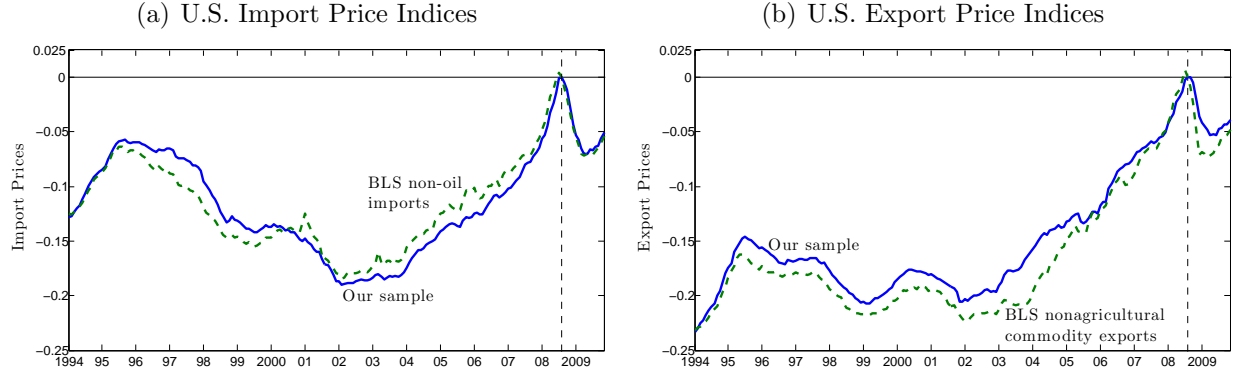 (a) U.S. Import Price Indices
0.025
0
−0.05
−0.1
−0.15
−0.2
−0.25
Import Prices
BLS non-oil
imports
Our sample
1994 95 96 97 98 99 2000 01 02 03 04 05 06 07 08 2009
(b) U.S. Export Price Indices
0.025
0
−0.05
−0.1
−0.15
−0.2
−0.25
Export Prices
Our sample
BLS nonagricultural
commodity exports
1994 95 96 97 98 99 2000 01 02 03 04 05 06 07 08 2009